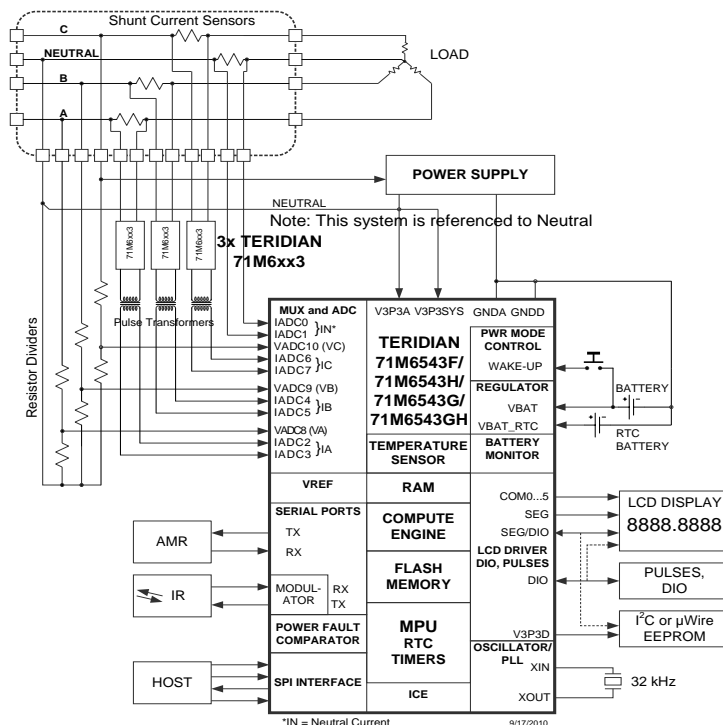 Shunt Current Sensors
C
NEUTRAL
B
A
LOAD
POWER SUPPLY
NEUTRAL
Note: This system is referenced to Neutral
71M6xx3
71M6xx3
71M6xx3
3x TERIDIAN
71M6xx3
Pulse Transformers
Resistor Dividers
MUX and ADC
IADC0
IADC1
}IN*
VADC10 (VC)
IADC6
IADC7
}IC
VADC9 (VB)
IADC4
IADC5
}IB
VADC8 (VA)
IADC2
IADC3
}IA
V3P3A
V3P3SYS
GNDA
GNDD
TERIDIAN
71M6543F/
71M6543H/
71M6543G/
71M6543GH
PWR MODE
CONTROL
WAKE-UP
REGULATOR
VBAT
VBAT_RTC
BATTERY
MONITOR
BATTERY
RTC
BATTERY
TEMPERATURE
SENSOR
VREF
RAM
SERIAL PORTS
TX
RX
AMR
COMPUTE
ENGINE
FLASH
MEMORY
MODUL-
ATOR
RX
TX
IR
POWER FAULT
COMPARATOR
MPU
RTC
TIMERS
SPI INTERFACE
HOST
ICE
COM0...5
SEG
SEG/DIO
LCD DRIVER
DIO, PULSES
DIO
V3P3D
LCD DISPLAY
8888.8888
PULSES,
DIO
I²C or µWire
EEPROM
OSCILLATOR/
PLL
XIN
XOUT
32 kHz
*IN = Neutral Current
9/17/2010